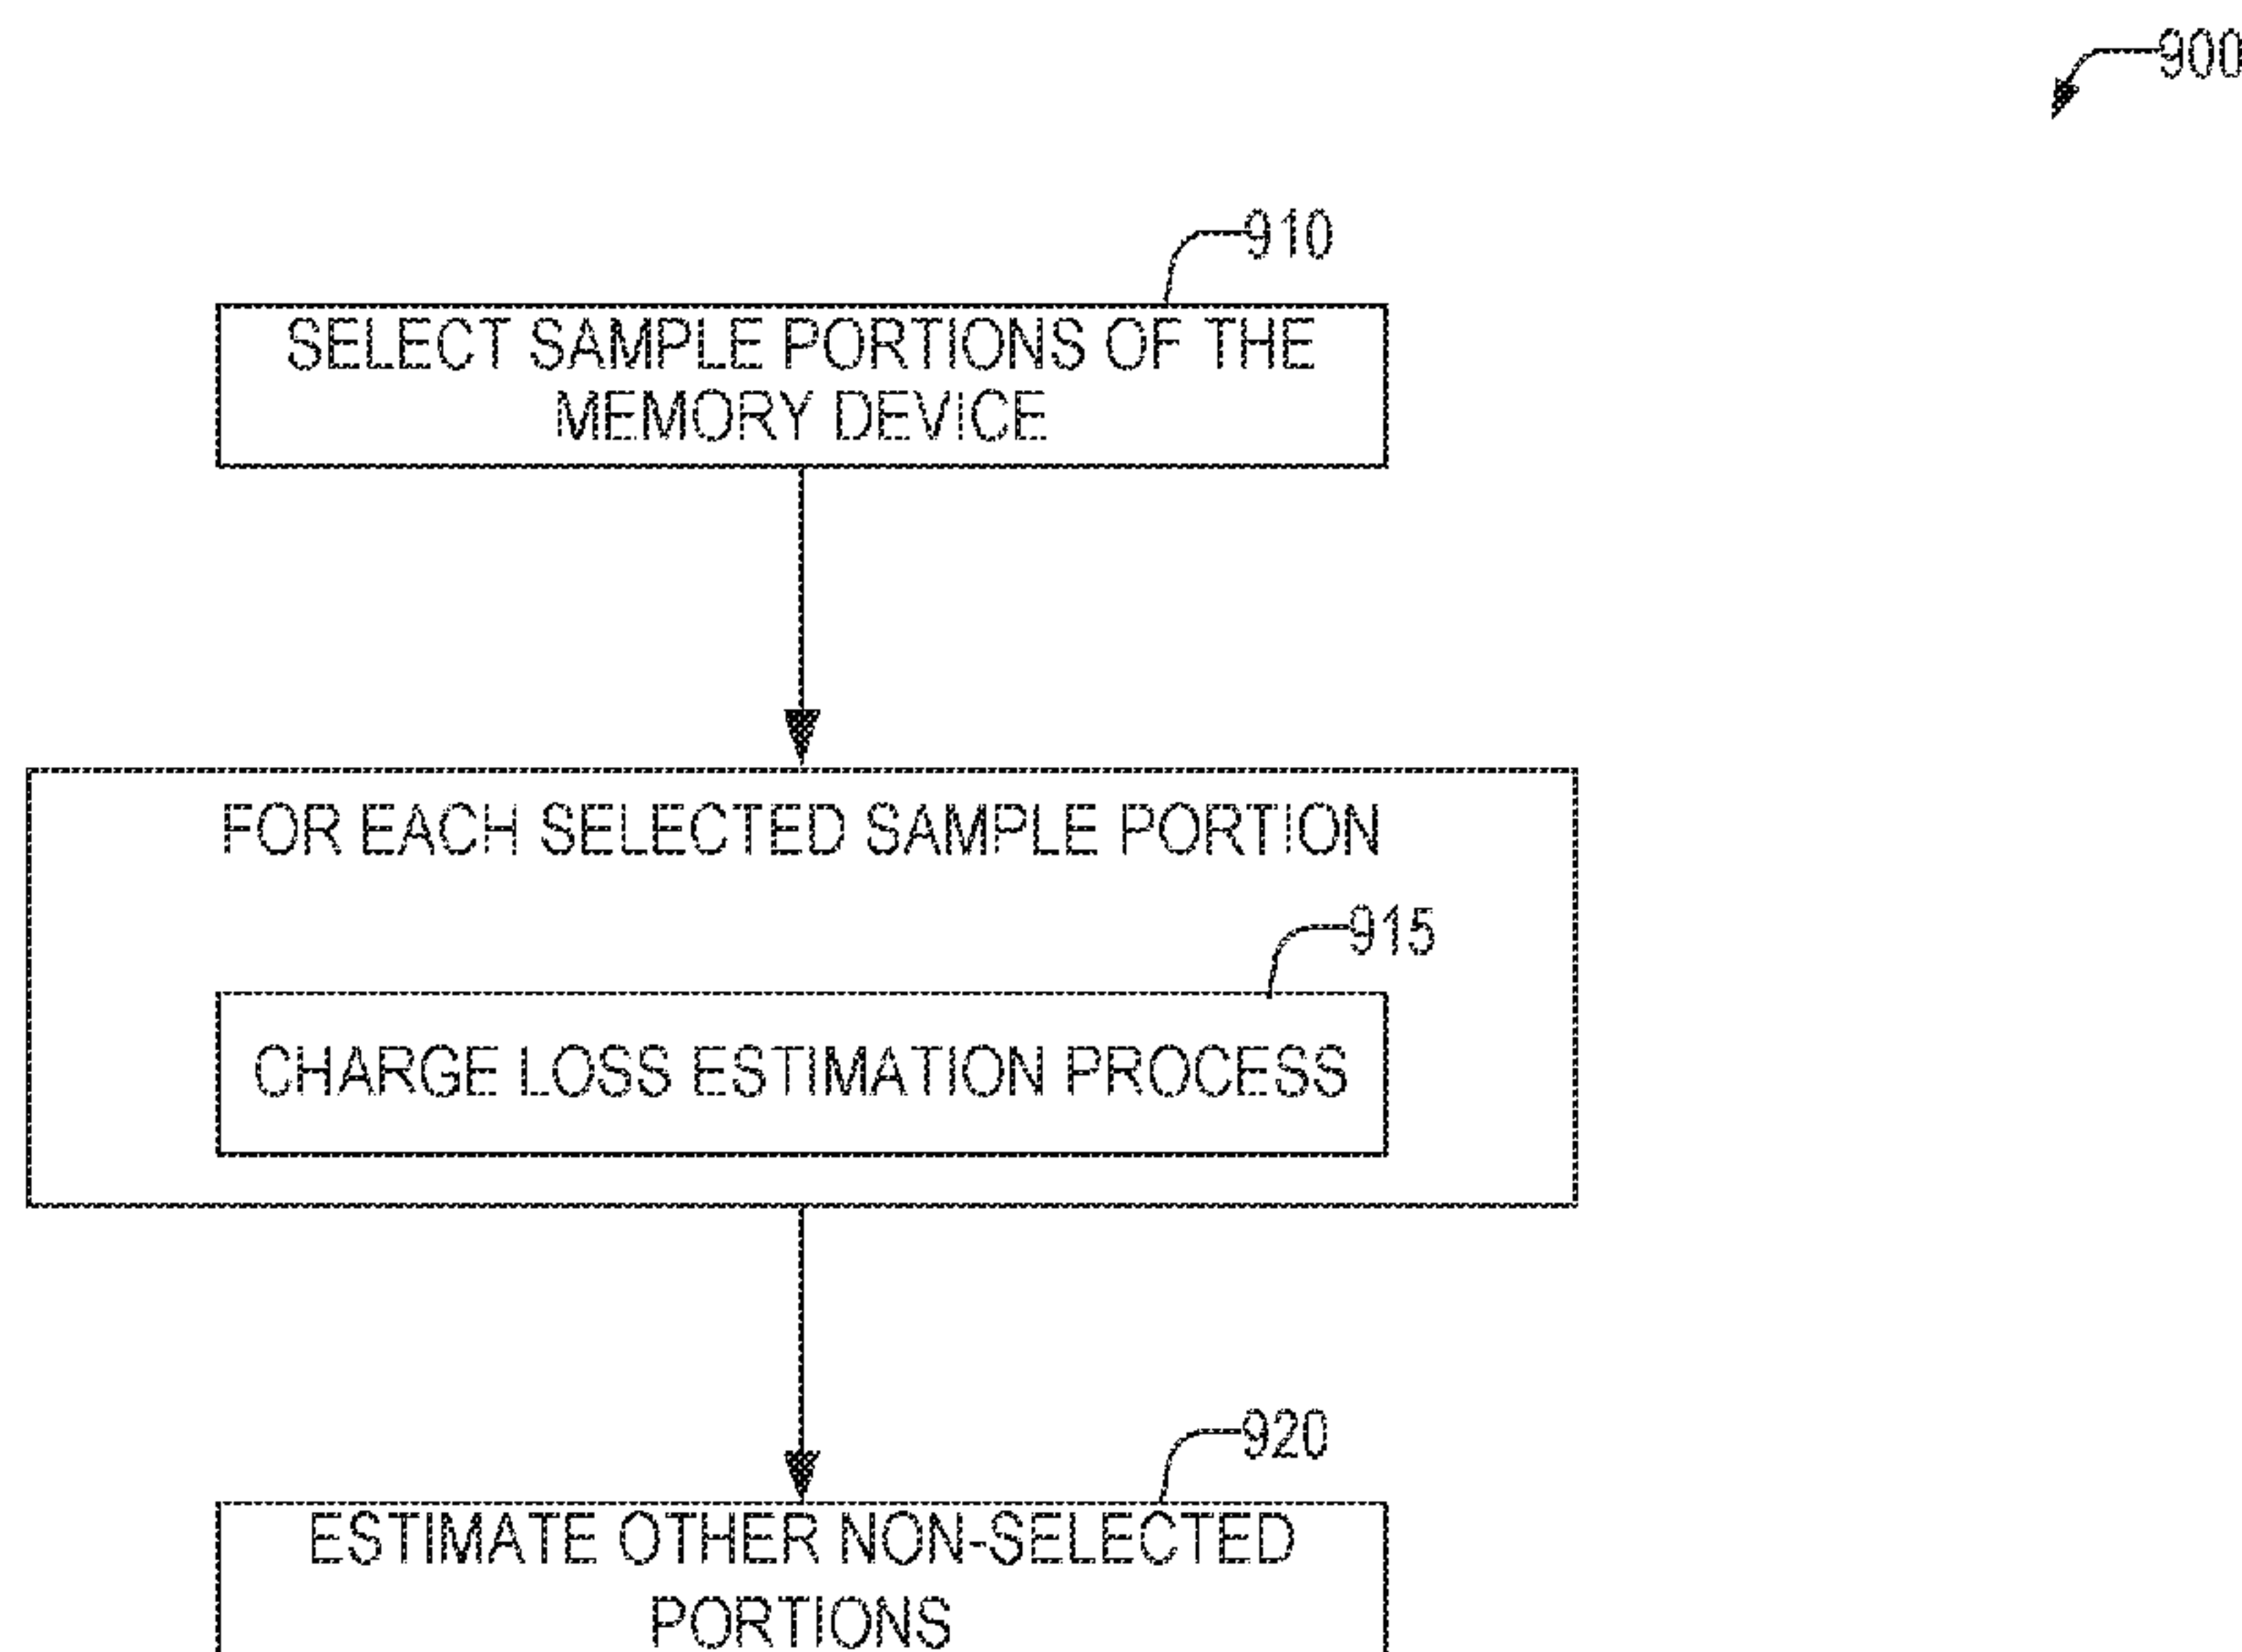 900
910
SELECT SAMPLE PORTIONS OF THE
MEMORY DEVICE
FOR EACH SELECTED SAMPLE PORTION
915
CHARGE LOSS ESTIMATION PROCESS
920
ESTIMATE OTHER NON-SELECTED
PORTIONS